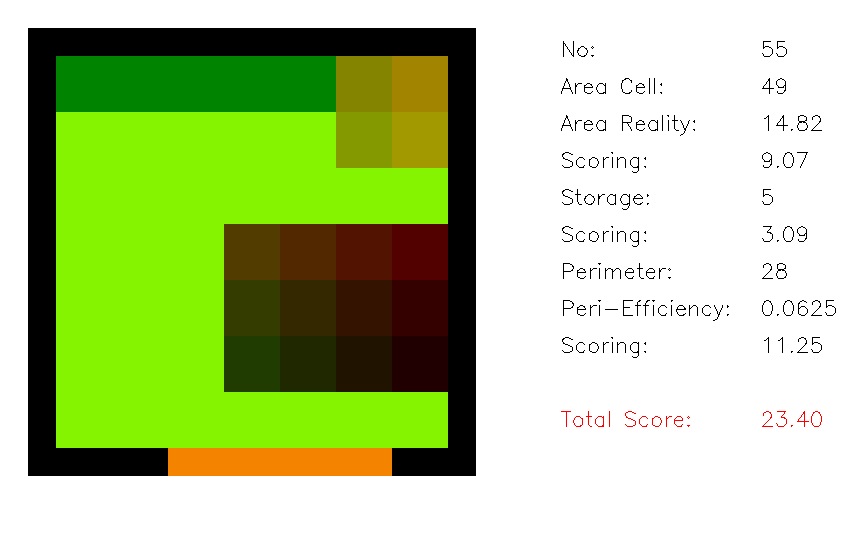 No: 55
Area Cell: 49
Area Reality: 14.82
Scoring: 9.07
Storage: 5
Scoring: 3.09
Perimeter: 28
Peri-Efficiency: 0.0625
Scoring: 11.25
Total Score: 23.40